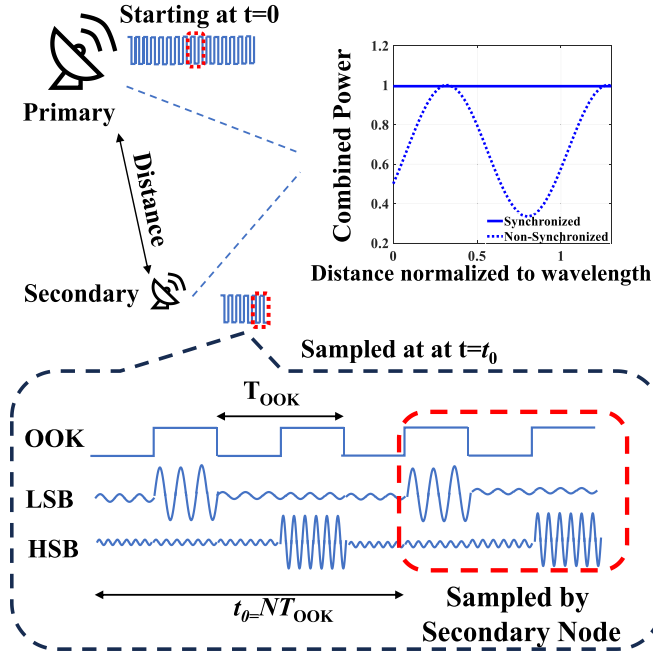 Starting at t=0
Primary
Distance
Secondary
Combined Power
1.2
1
0.8
0.6
0.4
0.2
0
0.5
1
Synchronized
Non-Synchronized
Distance normalized to wavelength
Sampled at at t=t₀
T_OOK
OOK
LSB
HSB
t₀₌NT_OOK
Sampled by
Secondary Node